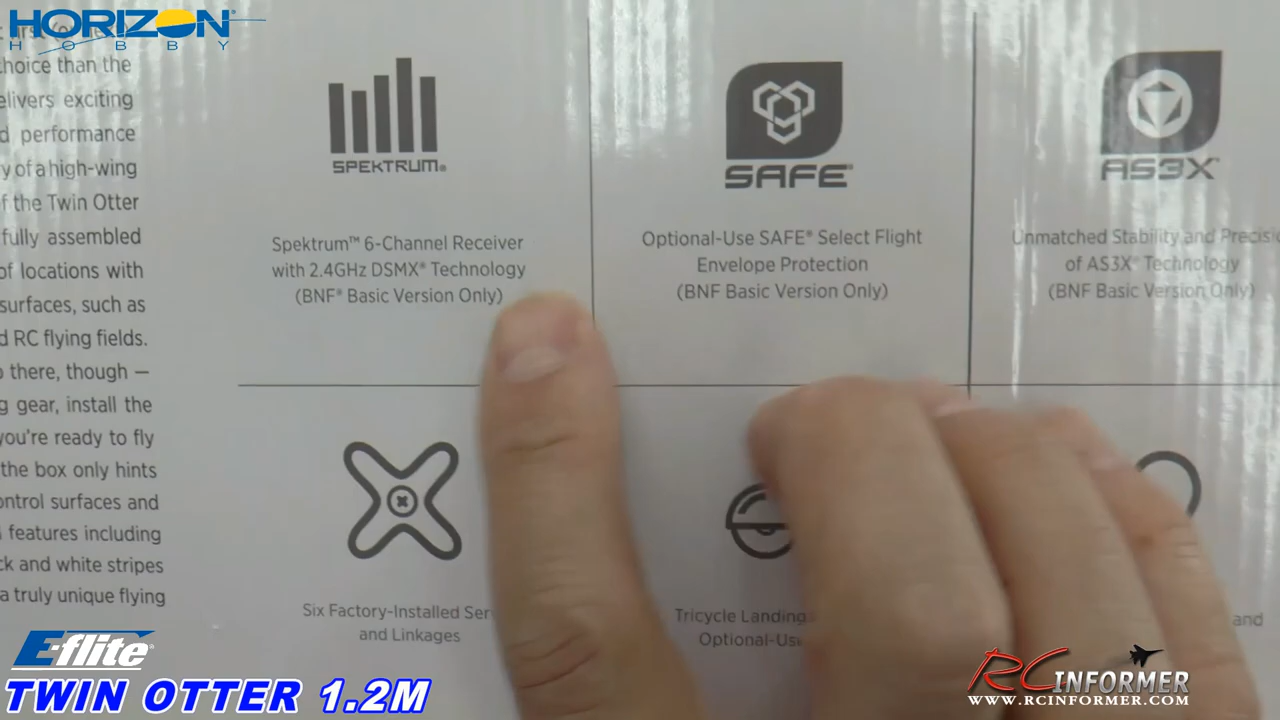 HORIZON
HOBBY
choice than the
elivers exciting
d performance
y of a high-wing
f the Twin Otter
fully assembled
of locations with
surfaces, such as
d RC flying fields.
o there, though —
g gear, install the
you're ready to fly
the box only hints
ontrol surfaces and
features including
ck and white stripes
a truly unique flying
SPEKTRUM®
Spektrum™ 6-Channel Receiver
with 2.4GHz DSMX® Technology
(BNF® Basic Version Only)
SAFE®
Optional-Use SAFE® Select Flight
Envelope Protection
(BNF Basic Version Only)
AS3X®
Unmatched Stability and Precisio
of AS3X® Technology
(BNF Basic Version Only)
Six Factory-Installed Ser
and Linkages
Tricycle Landing
Optional-Us
and
E-flite®
TWIN OTTER 1.2M
RC INFORMER
WWW.RCINFORMER.COM